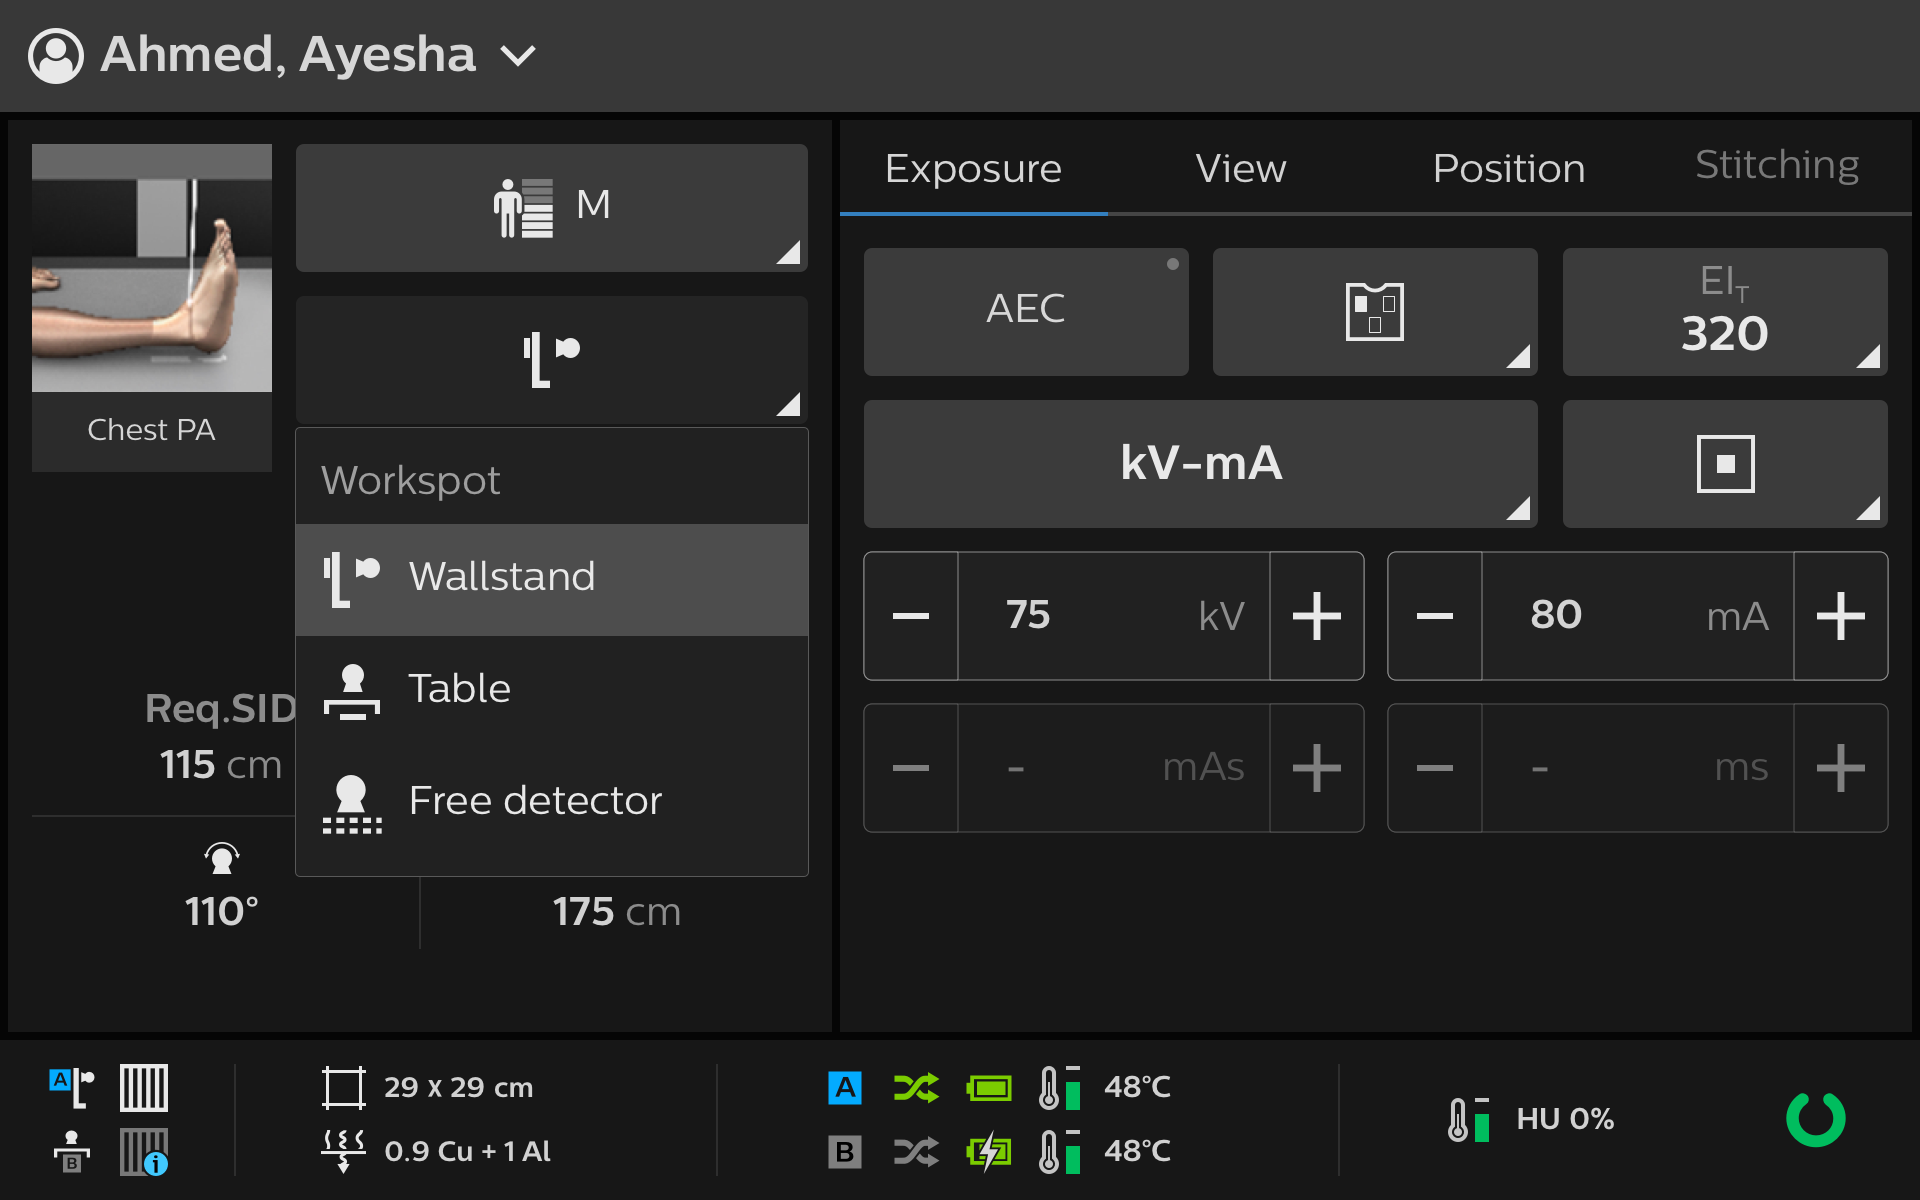 Ahmed, Ayesha
M
Chest PA
Workspot
Wallstand
Table
Free detector
Req.SID
115 cm
110°
175 cm
Exposure View Position Stitching
AEC
EIT
320
kV-mA
- 75 kV + - 80 mA +
- - mAs + - - ms +
A
B
i
29 x 29 cm
0.9 Cu + 1 Al
A 48°C
B 48°C
HU 0%